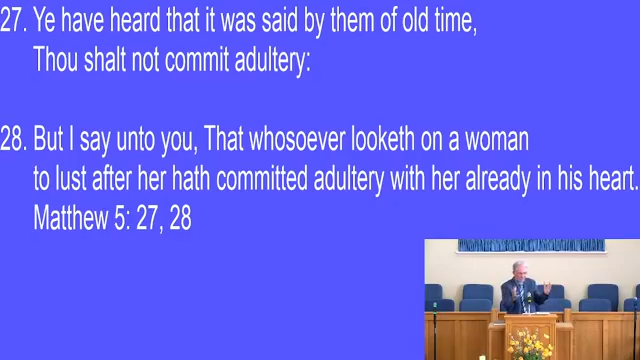 27. Ye have heard that it was said by them of old time,
Thou shalt not commit adultery:
28. But I say unto you, That whosoever looketh on a woman
to lust after her hath committed adultery with her already in his heart.
Matthew 5: 27, 28